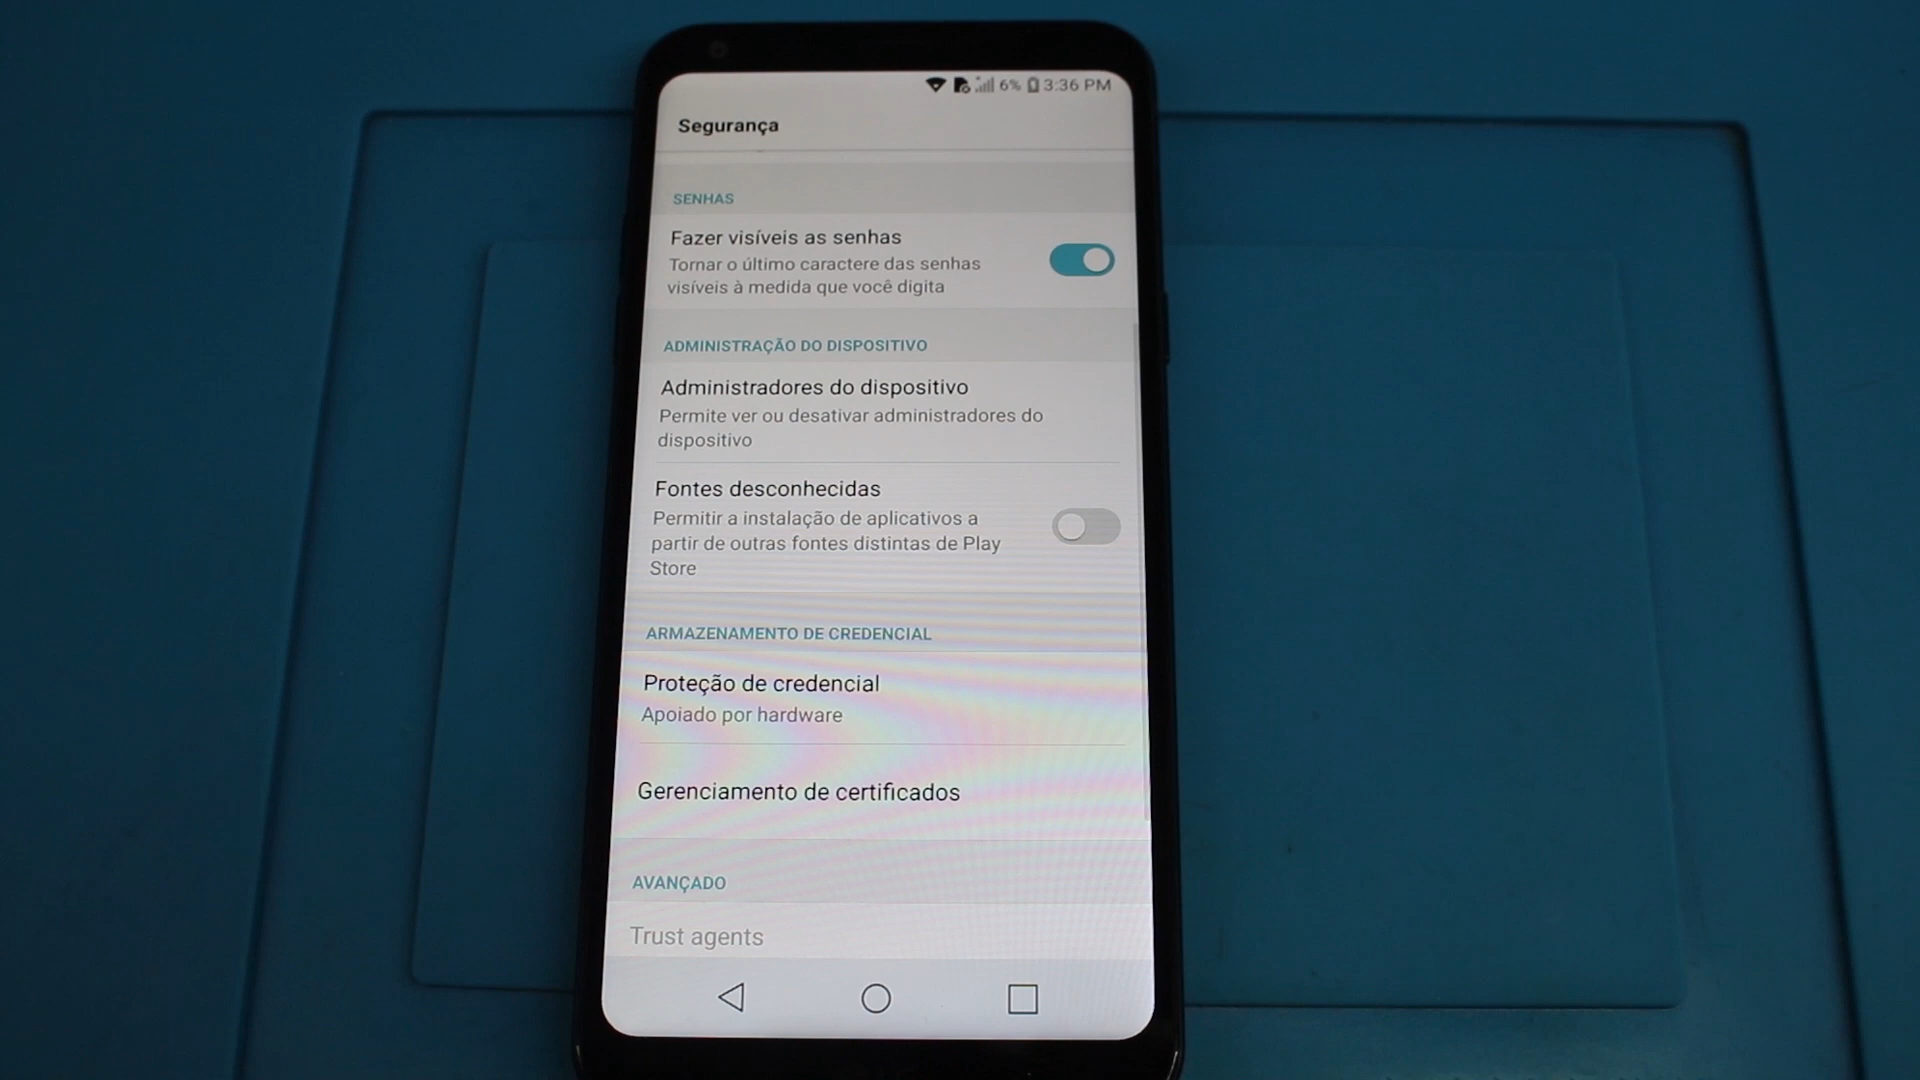 6% 3:36 PM
Segurança
SENHAS
Fazer visíveis as senhas
Tornar o último caractere das senhas
visíveis à medida que você digita
ADMINISTRAÇÃO DO DISPOSITIVO
Administradores do dispositivo
Permite ver ou desativar administradores do
dispositivo
Fontes desconhecidas
Permitir a instalação de aplicativos a
partir de outras fontes distintas de Play
Store
ARMAZENAMENTO DE CREDENCIAL
Proteção de credencial
Apoiado por hardware
Gerenciamento de certificados
AVANÇADO
Trust agents